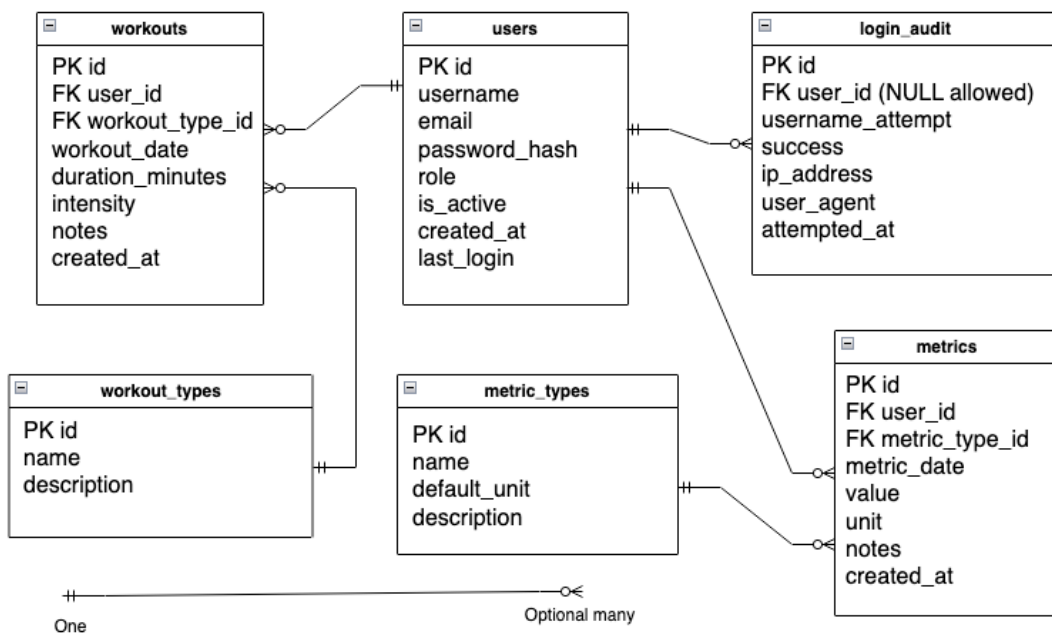 workouts
PK id
FK user_id
FK workout_type_id
workout_date
duration_minutes
intensity
notes
created_at
users
PK id
username
email
password_hash
role
is_active
created_at
last_login
login_audit
PK id
FK user_id (NULL allowed)
username_attempt
success
ip_address
user_agent
attempted_at
workout_types
PK id
name
description
metric_types
PK id
name
default_unit
description
metrics
PK id
FK user_id
FK metric_type_id
metric_date
value
unit
notes
created_at
One
Optional many